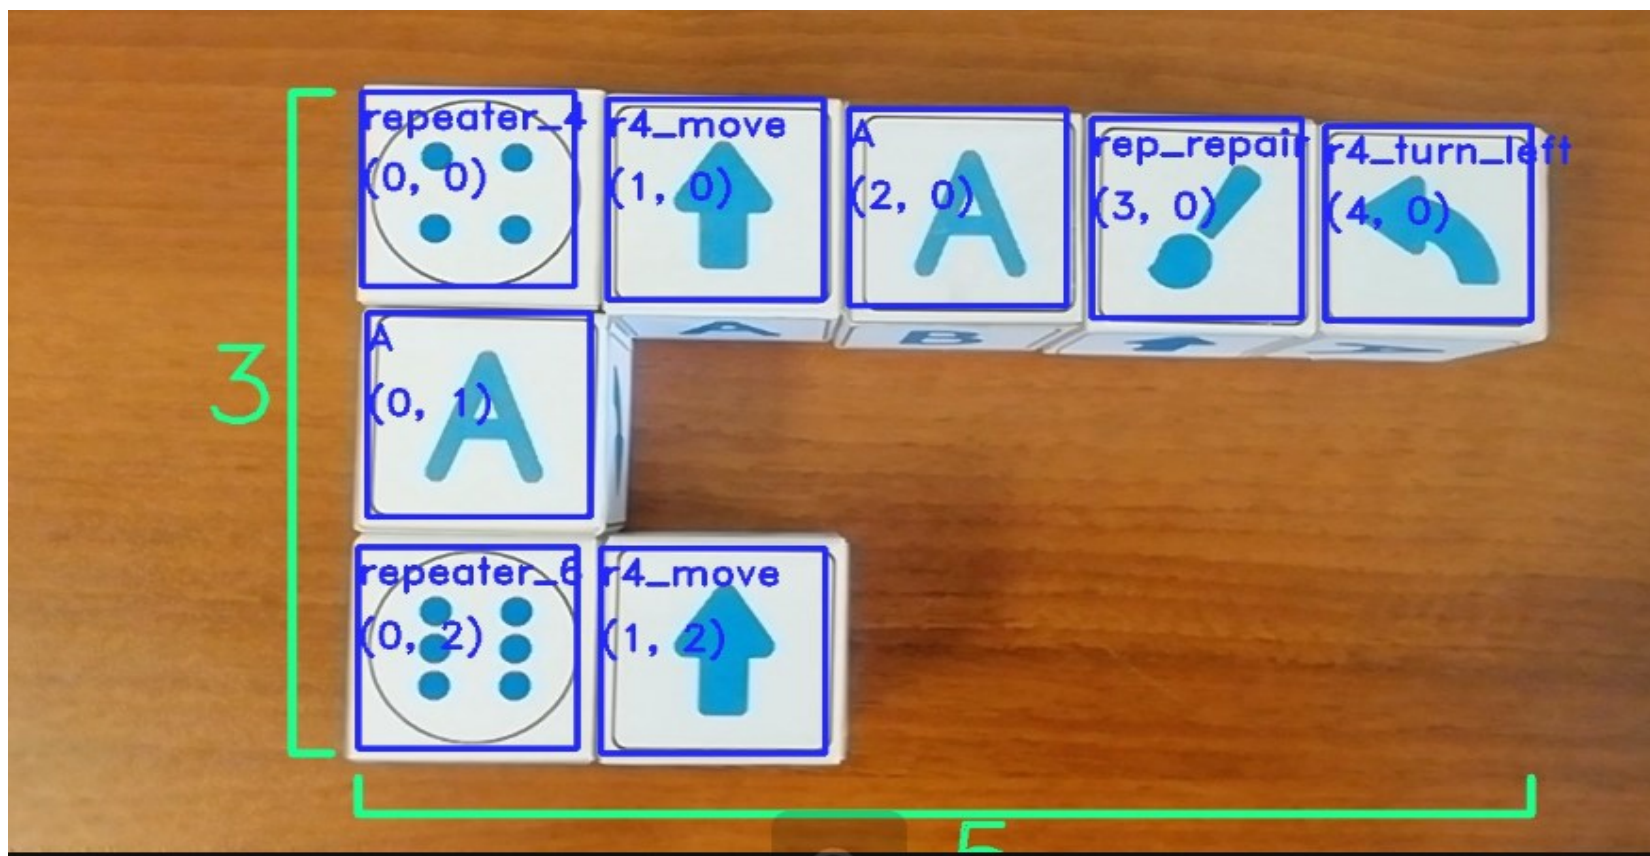 repeater_4
(0, 0)
r4_move
(1, 0)
A
(2, 0)
A
rep_repair
(3, 0)
r4_turn_left
(4, 0)
A
B
A
(0, 1)
A
3
repeater_6
(0, 2)
r4_move
(1, 2)
5